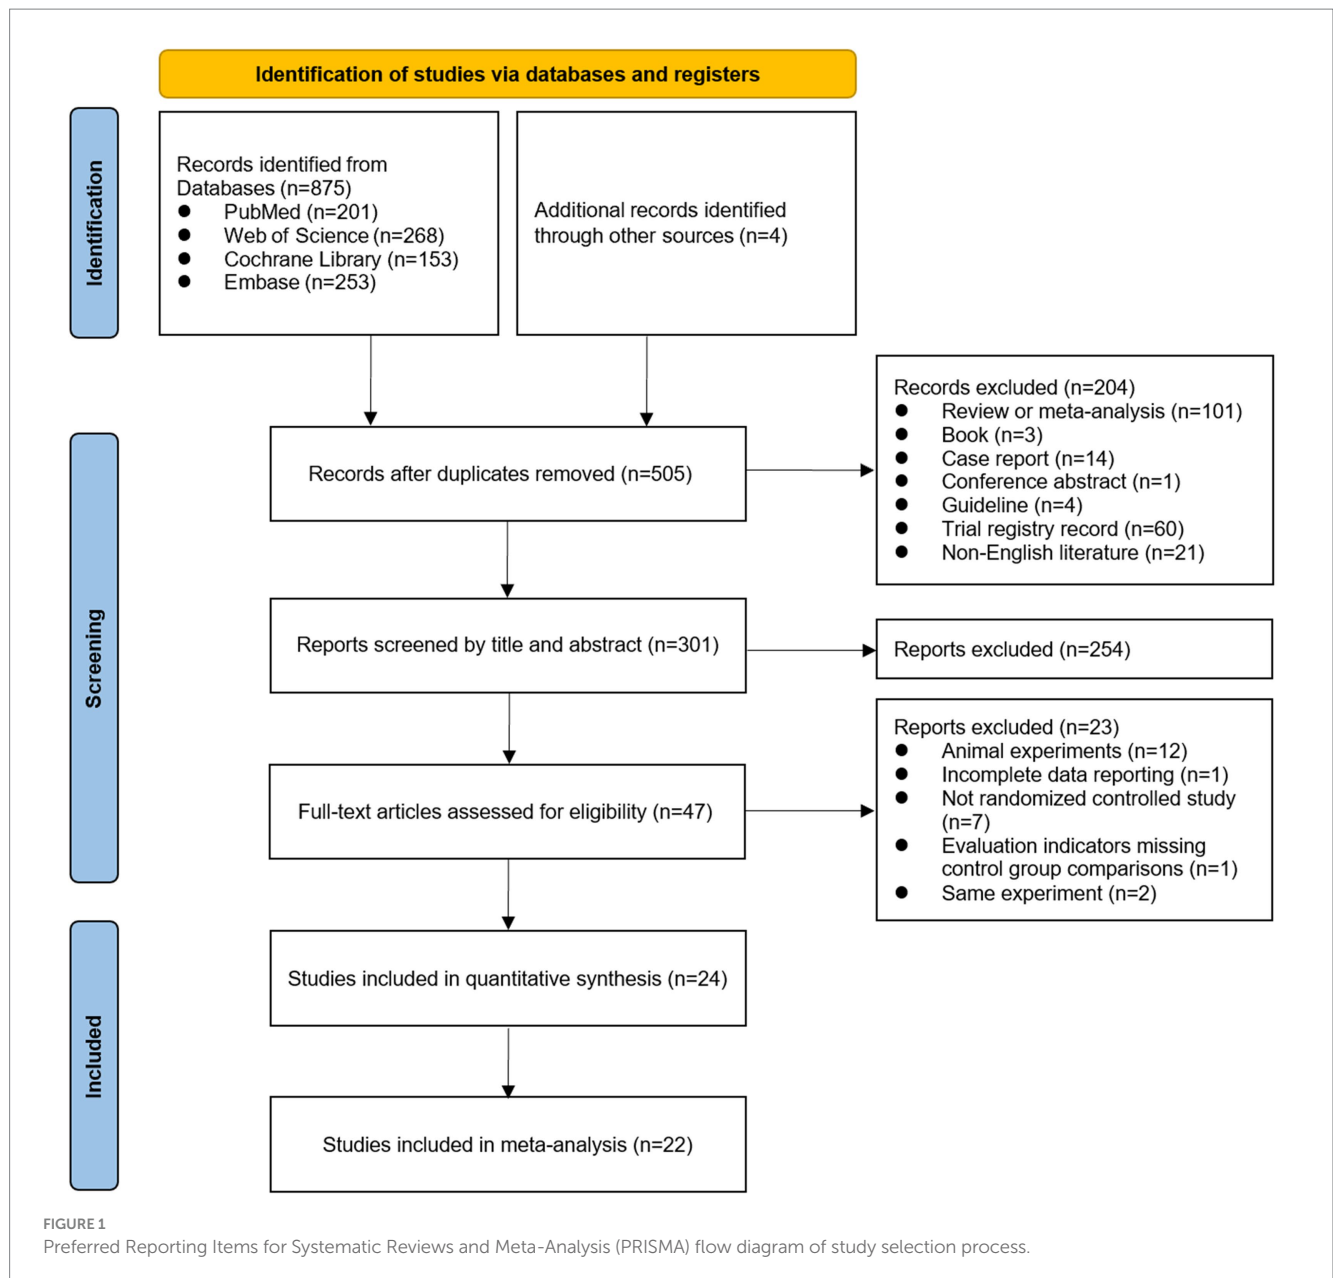 Identification of studies via databases and registers
Identification
Records identified from
Databases (n=875)
● PubMed (n=201)
● Web of Science (n=268)
● Cochrane Library (n=153)
● Embase (n=253)
Additional records identified
through other sources (n=4)
Screening
Records after duplicates removed (n=505)
Records excluded (n=204)
● Review or meta-analysis (n=101)
● Book (n=3)
● Case report (n=14)
● Conference abstract (n=1)
● Guideline (n=4)
● Trial registry record (n=60)
● Non-English literature (n=21)
Reports screened by title and abstract (n=301)
Reports excluded (n=254)
Full-text articles assessed for eligibility (n=47)
Reports excluded (n=23)
● Animal experiments (n=12)
● Incomplete data reporting (n=1)
● Not randomized controlled study
(n=7)
● Evaluation indicators missing
control group comparisons (n=1)
● Same experiment (n=2)
Included
Studies included in quantitative synthesis (n=24)
Studies included in meta-analysis (n=22)
FIGURE 1
Preferred Reporting Items for Systematic Reviews and Meta-Analysis (PRISMA) flow diagram of study selection process.